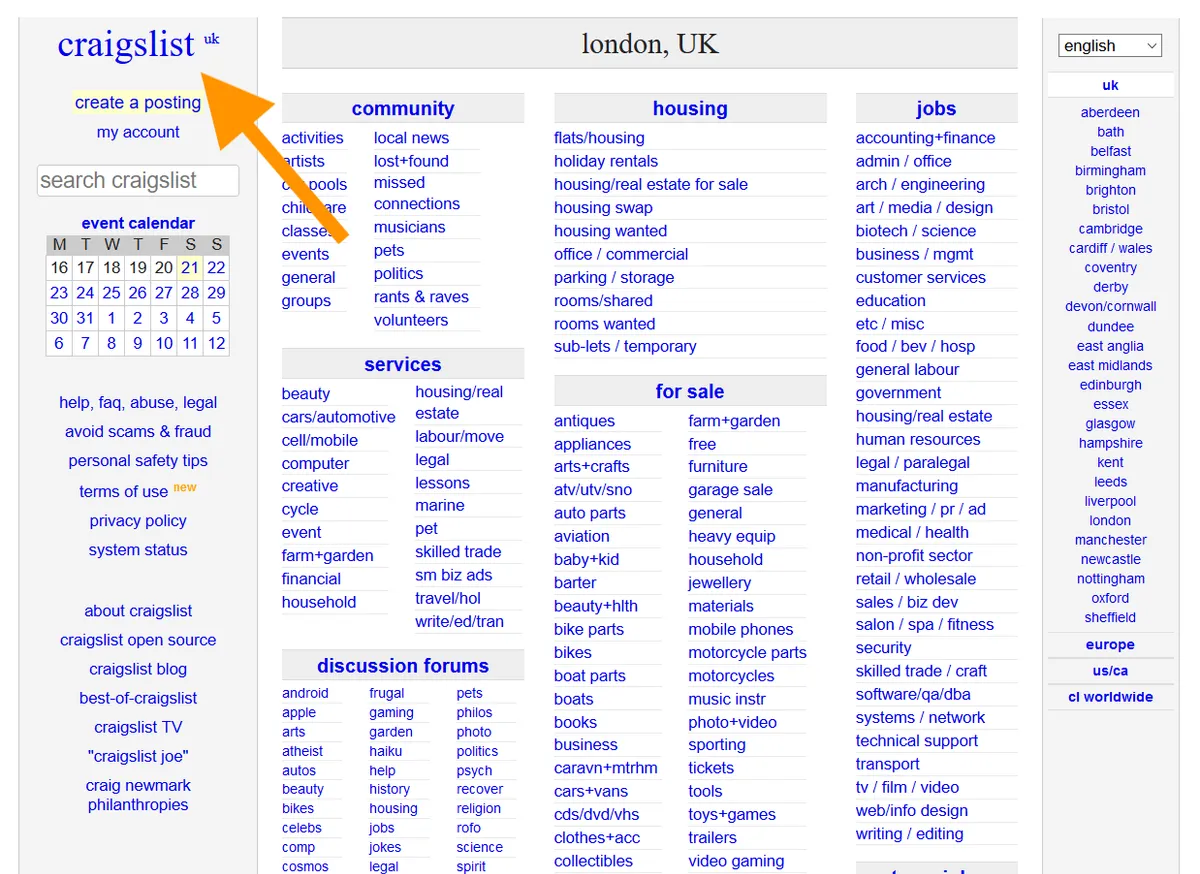 craigslist uk
create a posting
my account
search craigslist
event calendar
M T W T F S S
16 17 18 19 20 21 22
23 24 25 26 27 28 29
30 31 1 2 3 4 5
6 7 8 9 10 11 12
help, faq, abuse, legal
avoid scams & fraud
personal safety tips
terms of use new
privacy policy
system status
about craigslist
craigslist open source
craigslist blog
best-of-craigslist
craigslist TV
"craigslist joe"
craig newmark
philanthropies
london, UK
community
activities
artists
pools
classes
events
general
groups
local news
lost+found
missed
connections
musicians
pets
politics
rants & raves
volunteers
services
beauty
cars/automotive
cell/mobile
computer
creative
cycle
event
farm+garden
financial
household
housing/real
estate
labour/move
legal
lessons
marine
pet
skilled trade
sm biz ads
travel/hol
write/ed/tran
discussion forums
android
apple
arts
atheist
autos
beauty
bikes
celebs
comp
cosmos
frugal
gaming
garden
haiku
help
history
housing
jobs
jokes
legal
pets
philos
photo
politics
psych
recover
religion
rofo
science
spirit
housing
flats/housing
holiday rentals
housing/real estate for sale
housing swap
housing wanted
office / commercial
parking / storage
rooms/shared
rooms wanted
sub-lets / temporary
for sale
antiques
appliances
arts+crafts
atv/utv/sno
auto parts
aviation
baby+kid
barter
beauty+hlth
bike parts
bikes
boat parts
boats
books
business
caravn+mtrhm
cars+vans
cds/dvd/vhs
clothes+acc
collectibles
farm+garden
free
furniture
garage sale
general
heavy equip
household
jewellery
materials
mobile phones
motorcycle parts
motorcycles
music instr
photo+video
sporting
tickets
tools
toys+games
trailers
video gaming
jobs
accounting+finance
admin / office
arch / engineering
art / media / design
biotech / science
business / mgmt
customer services
education
etc / misc
food / bev / hosp
general labour
government
housing/real estate
human resources
legal / paralegal
manufacturing
marketing / pr / ad
medical / health
non-profit sector
retail / wholesale
sales / biz dev
salon / spa / fitness
security
skilled trade / craft
software/qa/dba
systems / network
technical support
transport
tv / film / video
web/info design
writing / editing
english
uk
aberdeen
bath
belfast
birmingham
brighton
bristol
cambridge
cardiff / wales
coventry
derby
devon/cornwall
dundee
east anglia
east midlands
edinburgh
essex
glasgow
hampshire
kent
leeds
liverpool
london
manchester
newcastle
nottingham
oxford
sheffield
europe
us/ca
cl worldwide